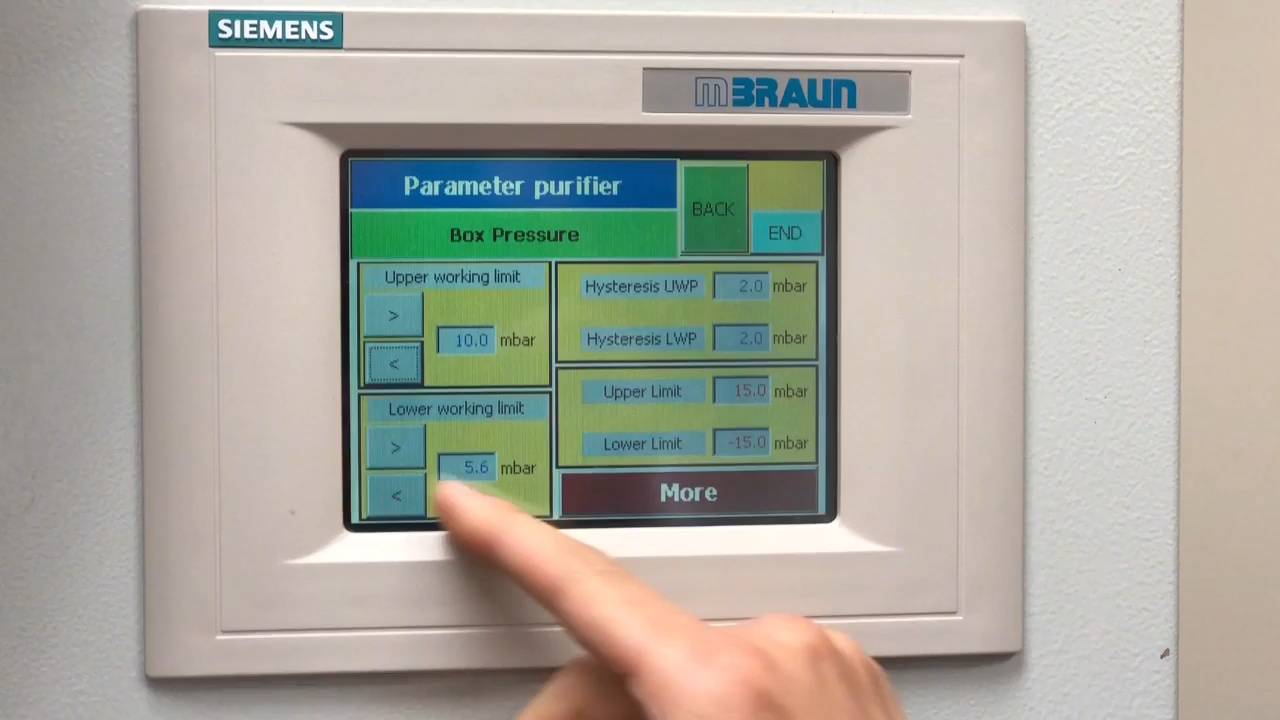 SIEMENS
mBRAUN
Parameter purifier
BACK
Box Pressure
END
Upper working limit
>
10.0 mbar
<
Lower working limit
>
5.6 mbar
<
Hysteresis UWP 2.0 mbar
Hysteresis LWP 2.0 mbar
Upper Limit 15.0 mbar
Lower Limit -15.0 mbar
More